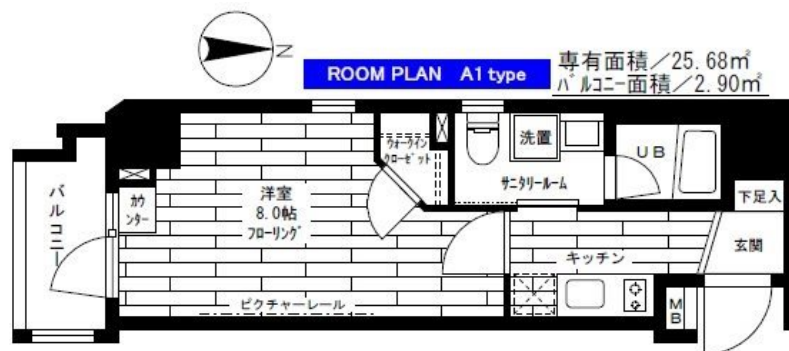 N
ROOM PLAN A1 type
専有面積／25.68㎡
バルコニー面積／2.90㎡
ウォークイン
クローゼット
洗置
UB
サニタリールーム
下足入
バルコニー
カウ
ンター
洋室
8.0帖
フローリング
キッチン
玄関
ピクチャーレール
MB